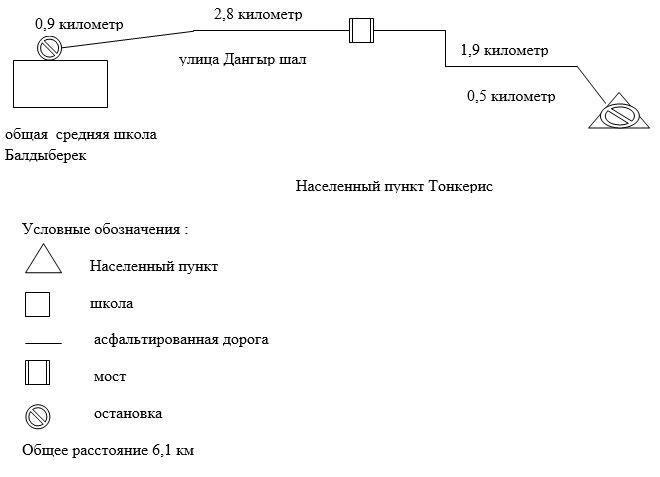 0,9 километр
2,8 километр
улица Дангыр шал
1,9 километр
0,5 километр
общая средняя школа
Балдыберек
Населенный пункт Тонкерис
Условные обозначения :
Населенный пункт
школа
асфальтированная дорога
мост
остановка
Общее расстояние 6,1 км